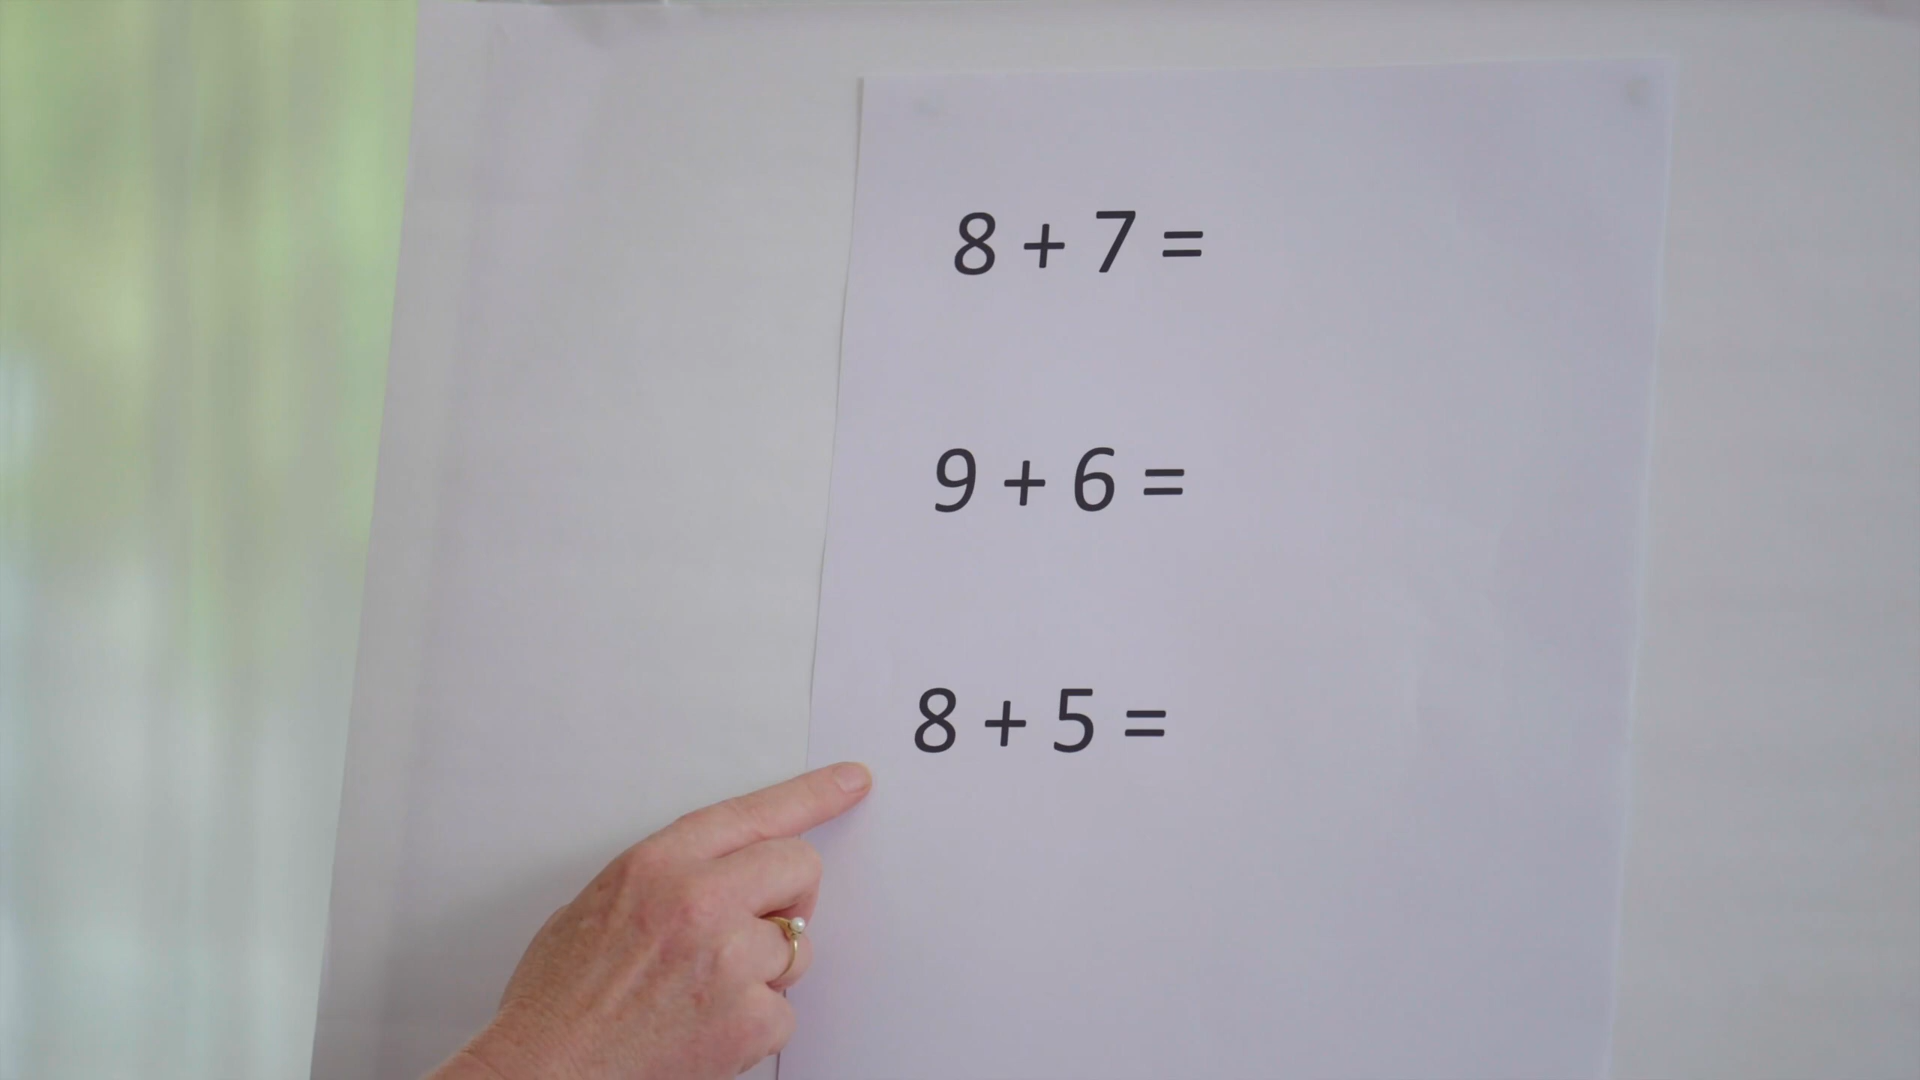 8 + 7 =
9 + 6 =
8 + 5 =